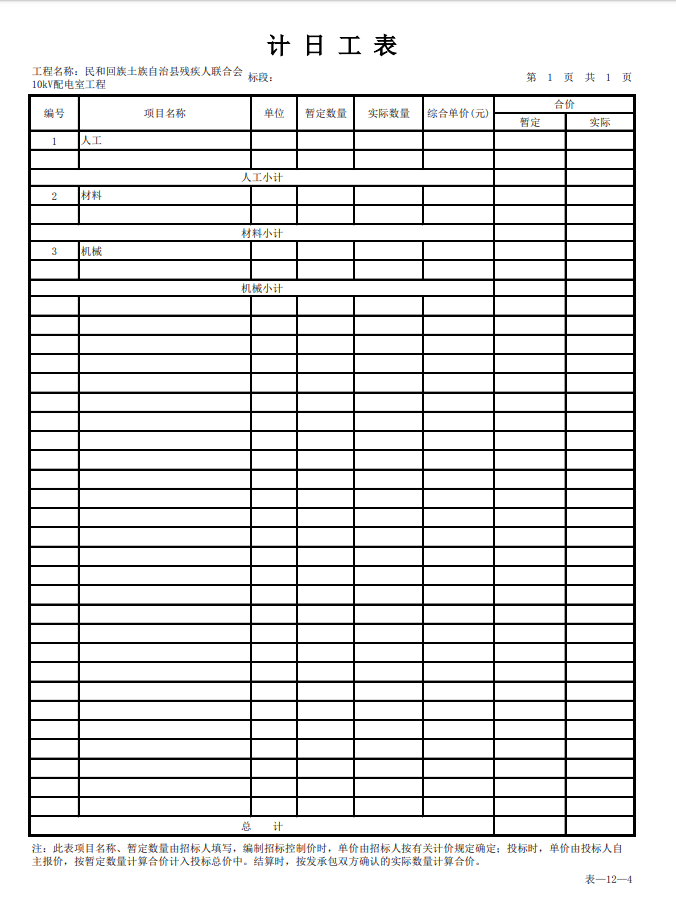 计 日 工 表
工程名称：民和回族土族自治县残疾人联合会
10kV配电室工程
标段：
第 1 页 共 1 页
编号 项目名称 单位 暂定数量 实际数量 综合单价(元) 合价
暂定 实际
1 人工
人工小计
2 材料
材料小计
3 机械
机械小计
总 计
注：此表项目名称、暂定数量由招标人填写，编制招标控制价时，单价由招标人按有关计价规定确定；投标时，单价由投标人自
主报价，按暂定数量计算合价计入投标总价中。结算时，按发承包双方确认的实际数量计算合价。
表—12—4